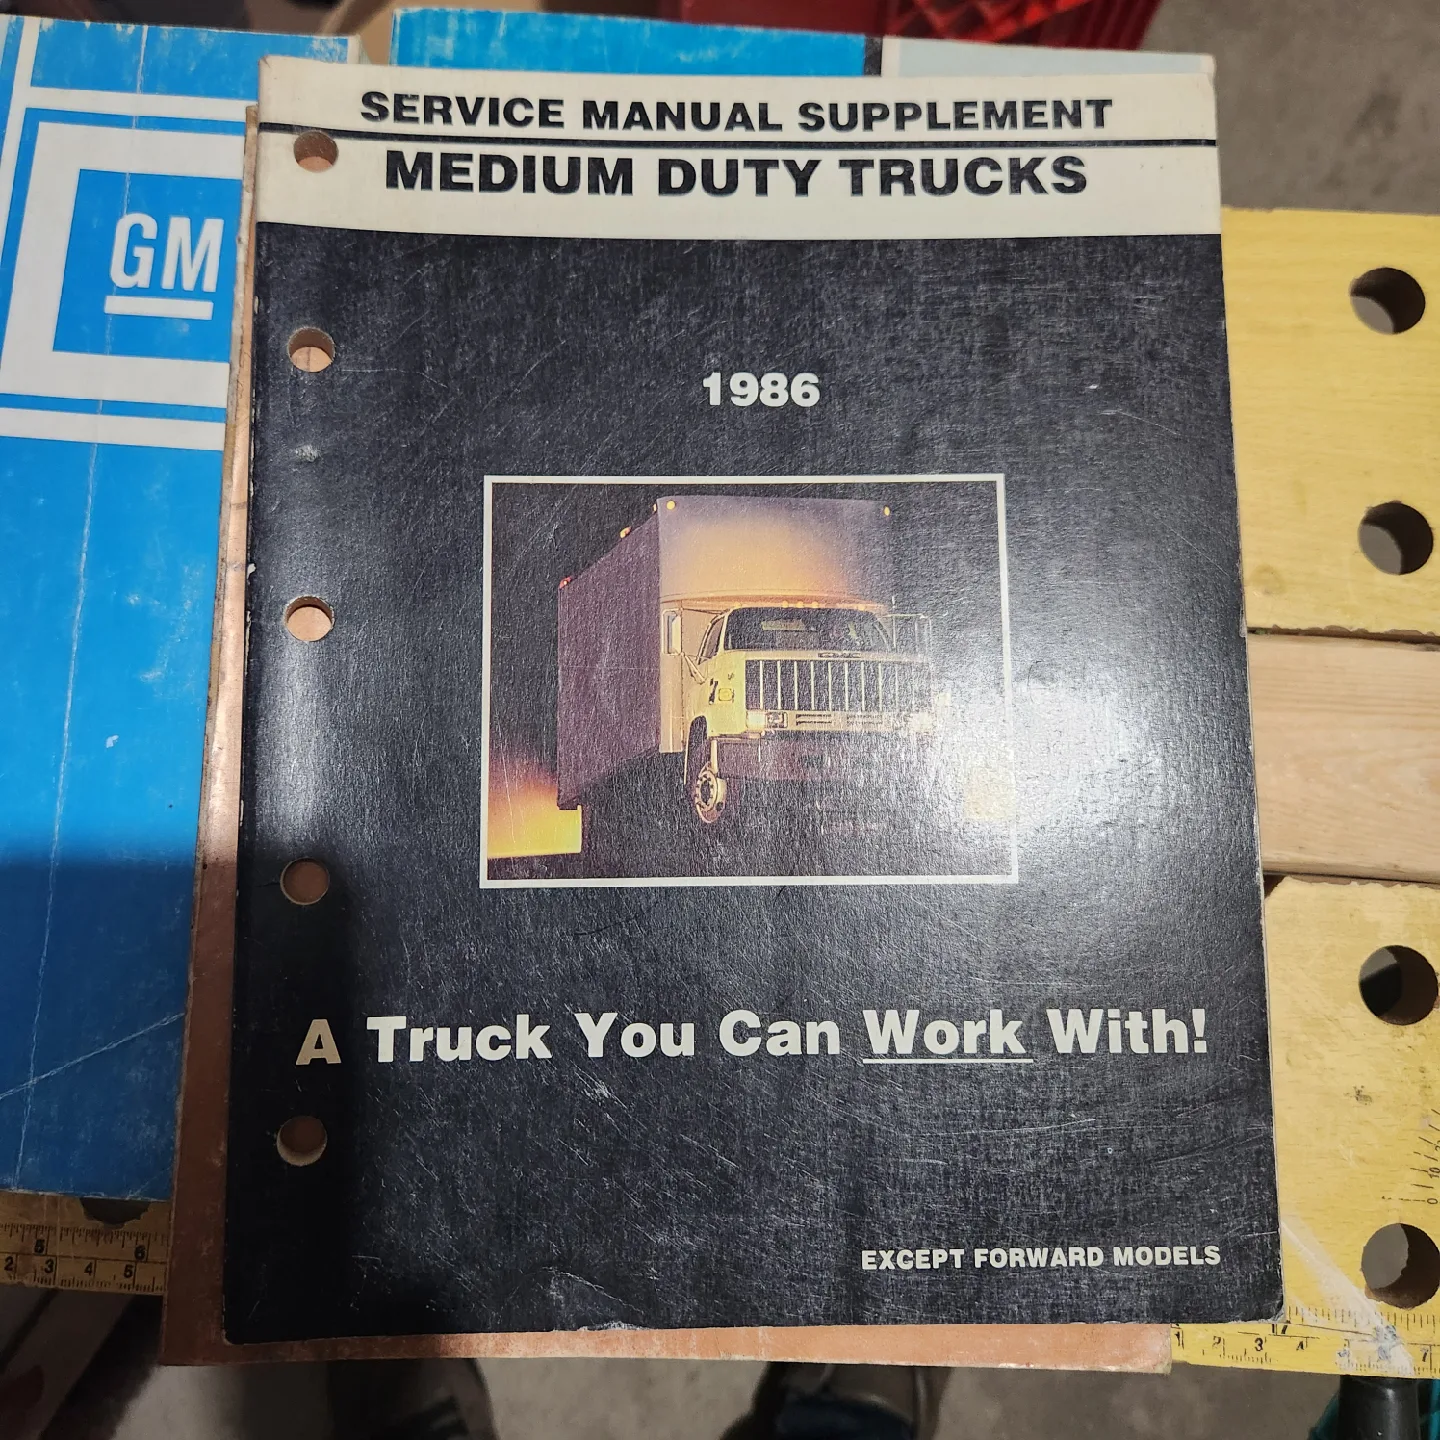 SERVICE MANUAL SUPPLEMENT
MEDIUM DUTY TRUCKS
GM
1986
A Truck You Can Work With!
EXCEPT FORWARD MODELS